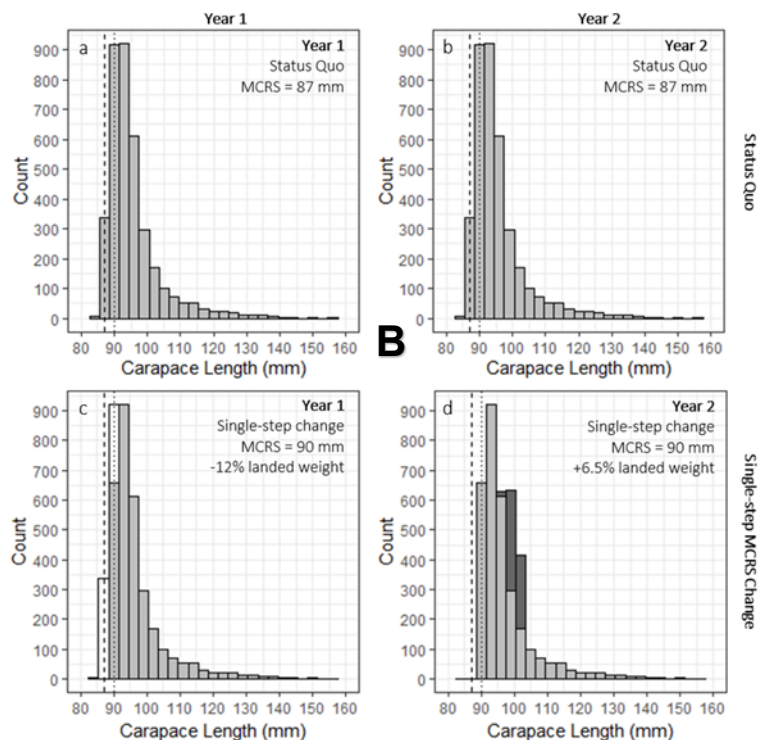 Year 1
Year 2
a
Year 1
Status Quo
MCRS = 87 mm
900
800
700
600
500
400
300
200
100
0
Count
80 90 100 110 120 130 140 150 160
Carapace Length (mm)
b
Year 2
Status Quo
MCRS = 87 mm
900
800
700
600
500
400
300
200
100
0
Count
80 90 100 110 120 130 140 150 160
Carapace Length (mm)
Status Quo
B
c
Year 1
Single-step change
MCRS = 90 mm
-12% landed weight
900
800
700
600
500
400
300
200
100
0
Count
80 90 100 110 120 130 140 150 160
Carapace Length (mm)
d
Year 2
Single-step change
MCRS = 90 mm
+6.5% landed weight
900
800
700
600
500
400
300
200
100
0
Count
80 90 100 110 120 130 140 150 160
Carapace Length (mm)
Single-step MCRS Change